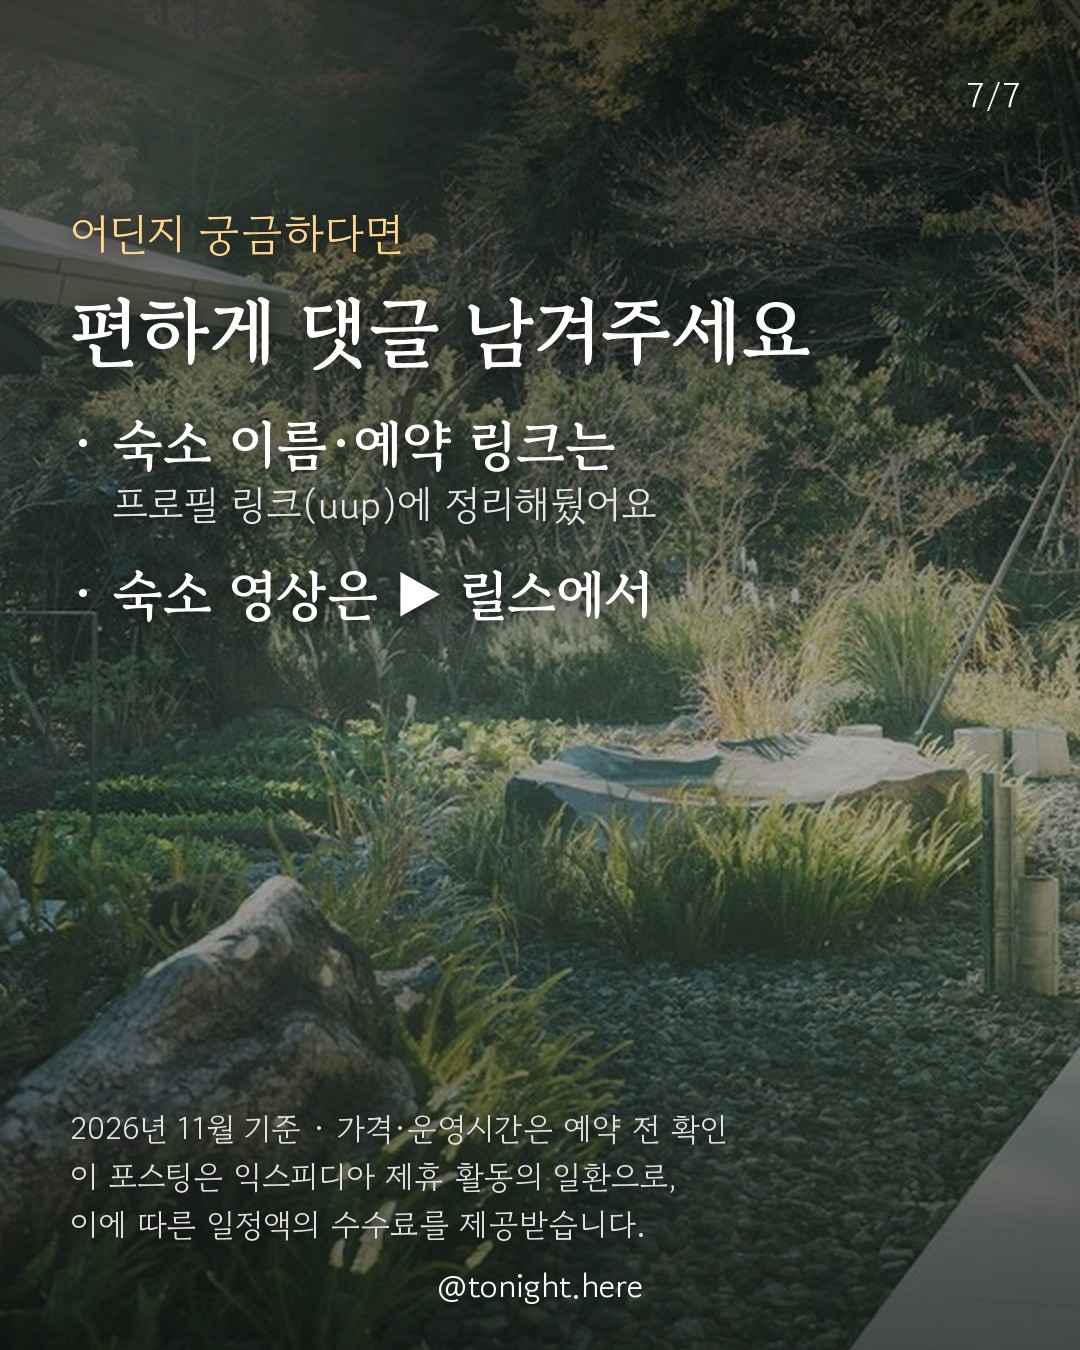 7/7
어딘지 궁금하다면
편하게 댓글 남겨주세요
· 숙소 이름·예약 링크는
프로필 링크(uup)에 정리해뒀어요
· 숙소 영상은 ▶ 릴스에서
2026년 11월 기준 · 가격·운영시간은 예약 전 확인
이 포스팅은 익스피디아 제휴 활동의 일환으로,
이에 따른 일정액의 수수료를 제공받습니다.
@tonight.here